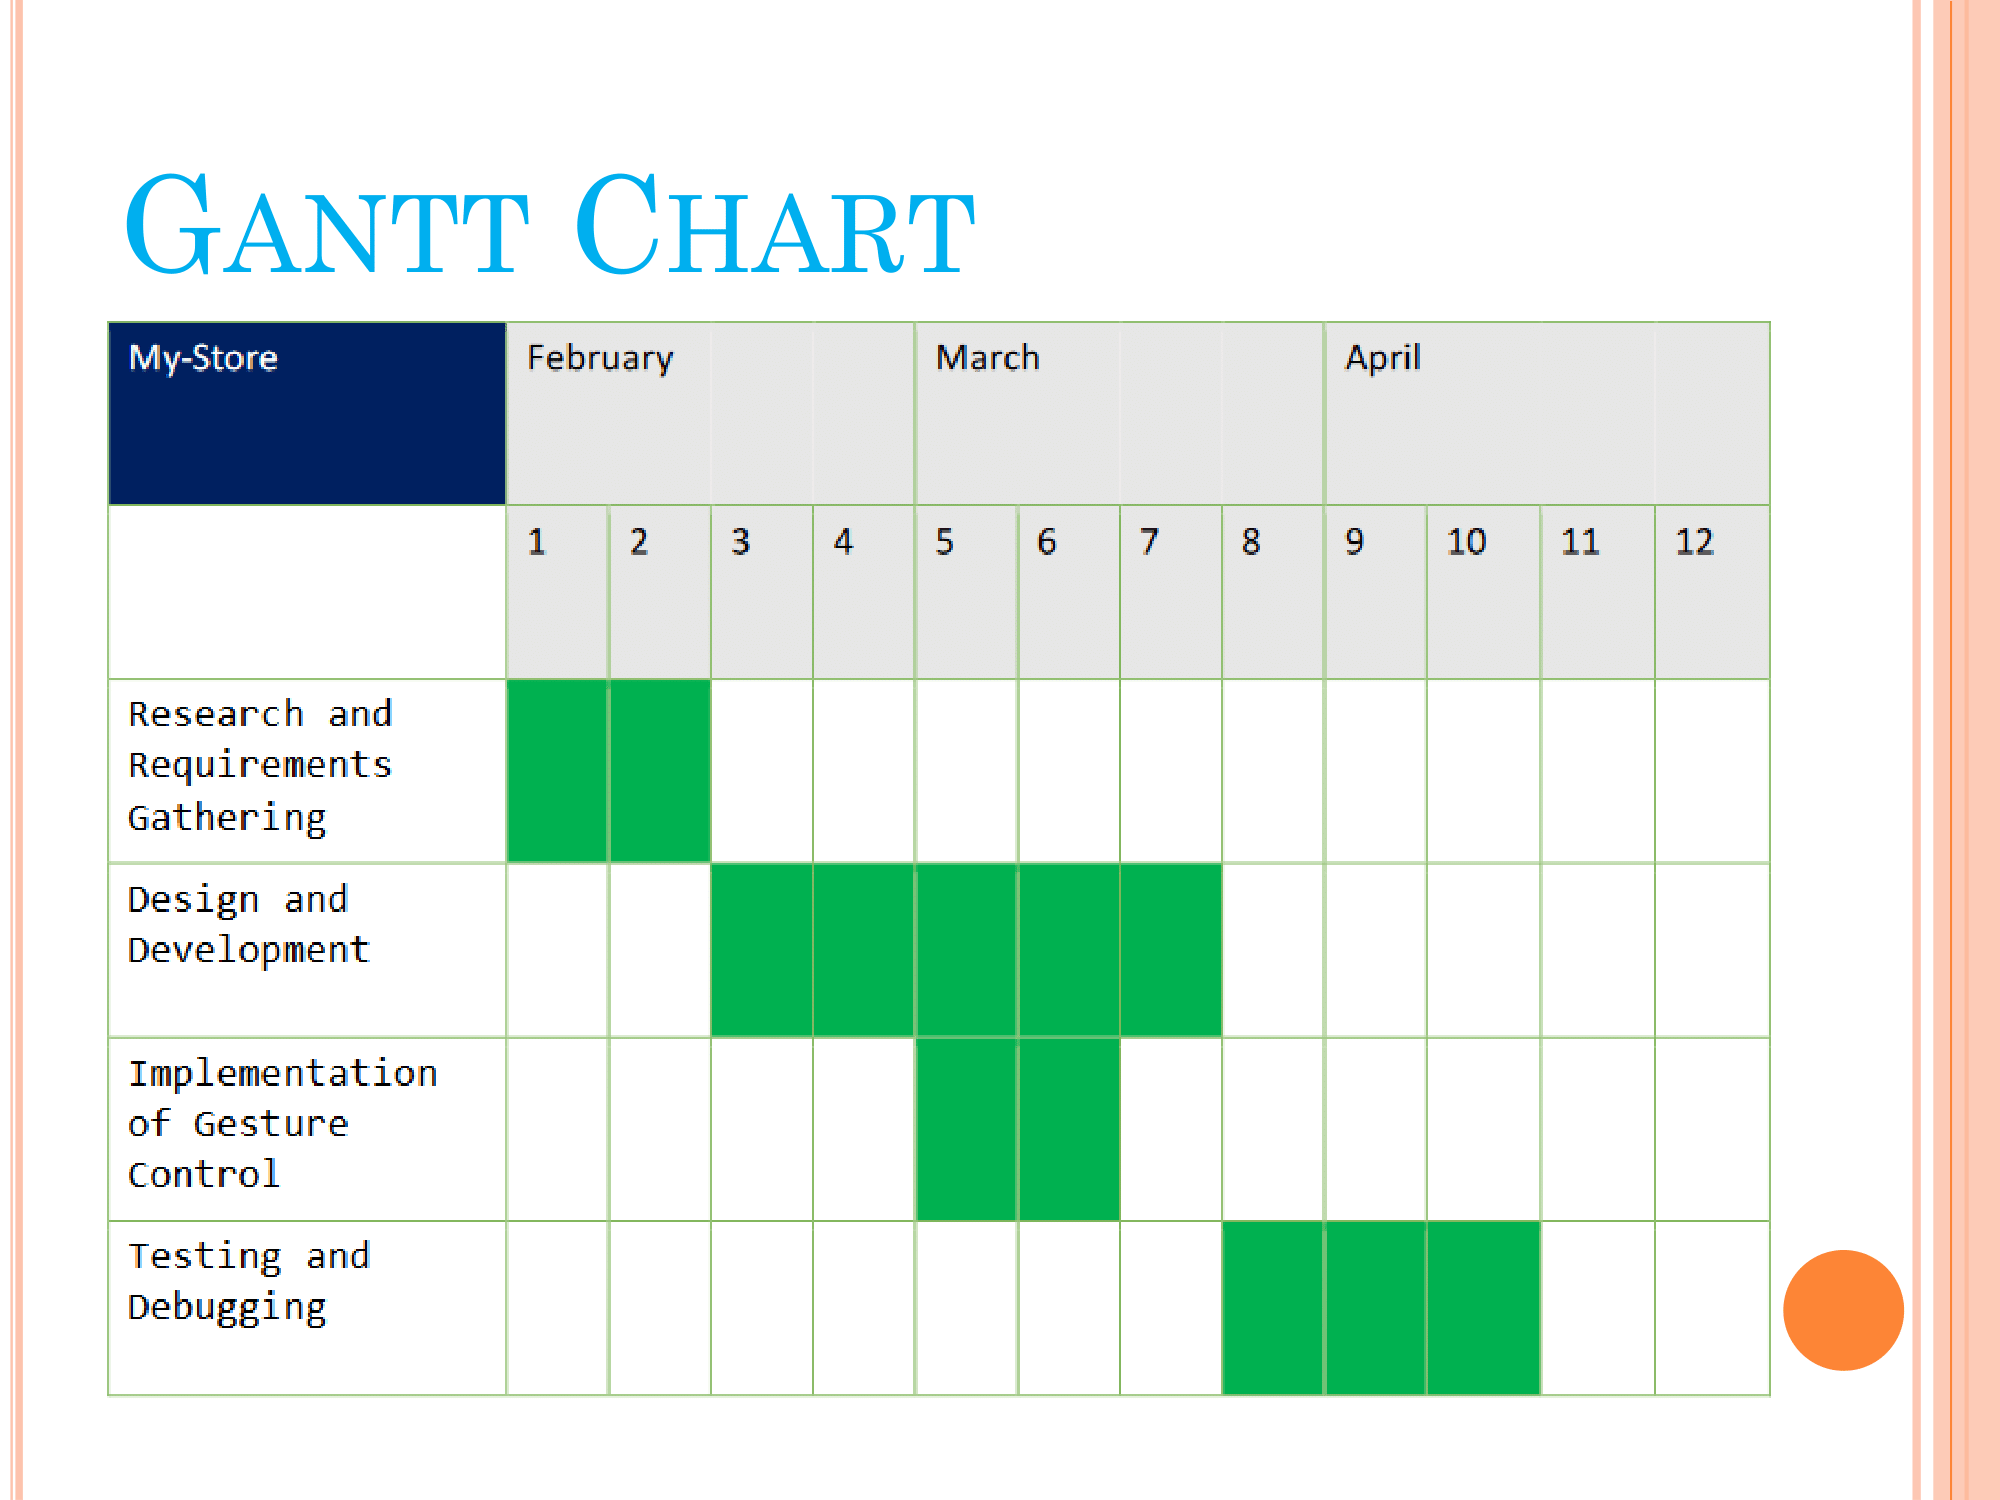 GANTT CHART
My-Store February March April
1 2 3 4 5 6 7 8 9 10 11 12
Research and
Requirements
Gathering
Design and
Development
Implementation
of Gesture
Control
Testing and
Debugging